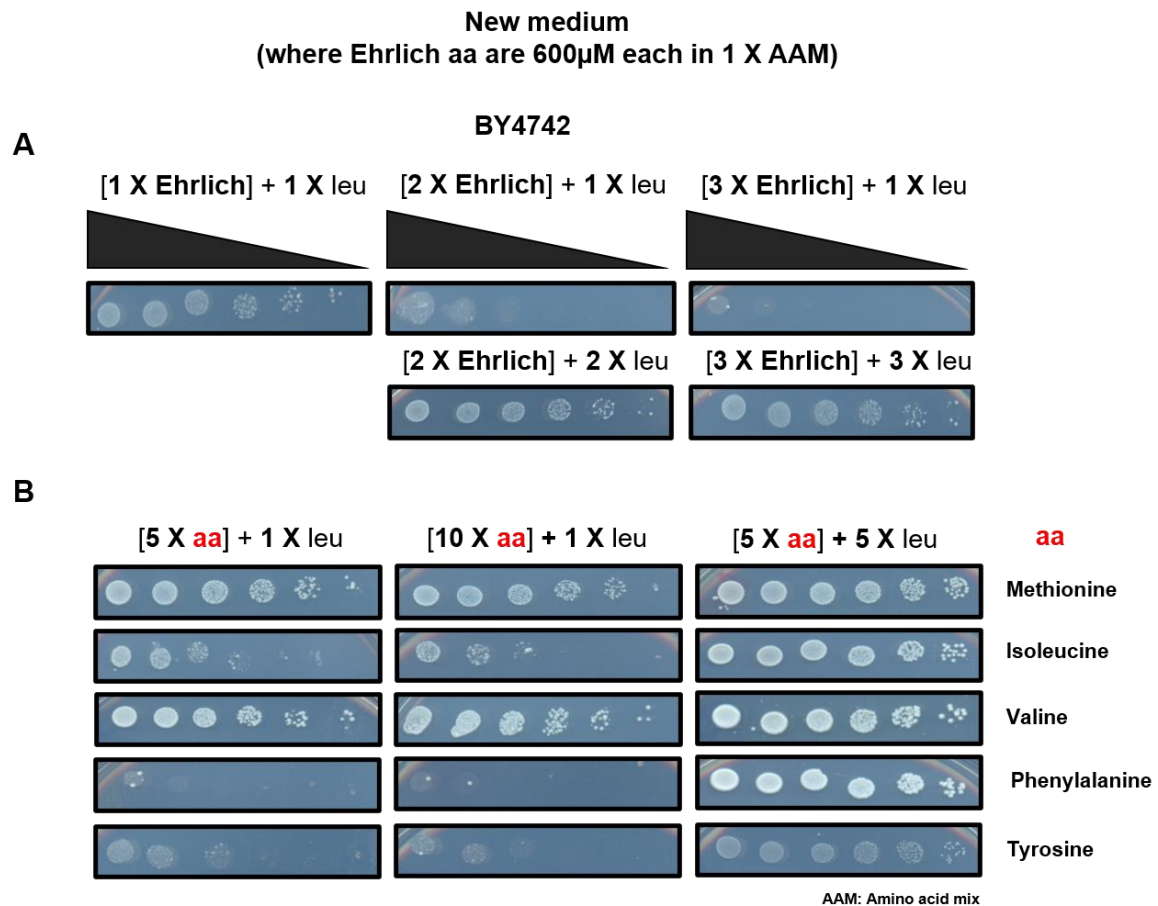 New medium
(where Ehrlich aa are 600µM each in 1 X AAM)
BY4742
A
[1 X Ehrlich] + 1 X leu
[2 X Ehrlich] + 1 X leu
[3 X Ehrlich] + 1 X leu
[2 X Ehrlich] + 2 X leu
[3 X Ehrlich] + 3 X leu
B
[5 X aa] + 1 X leu
[10 X aa] + 1 X leu
[5 X aa] + 5 X leu
aa
Methionine
Isoleucine
Valine
Phenylalanine
Tyrosine
AAM: Amino acid mix